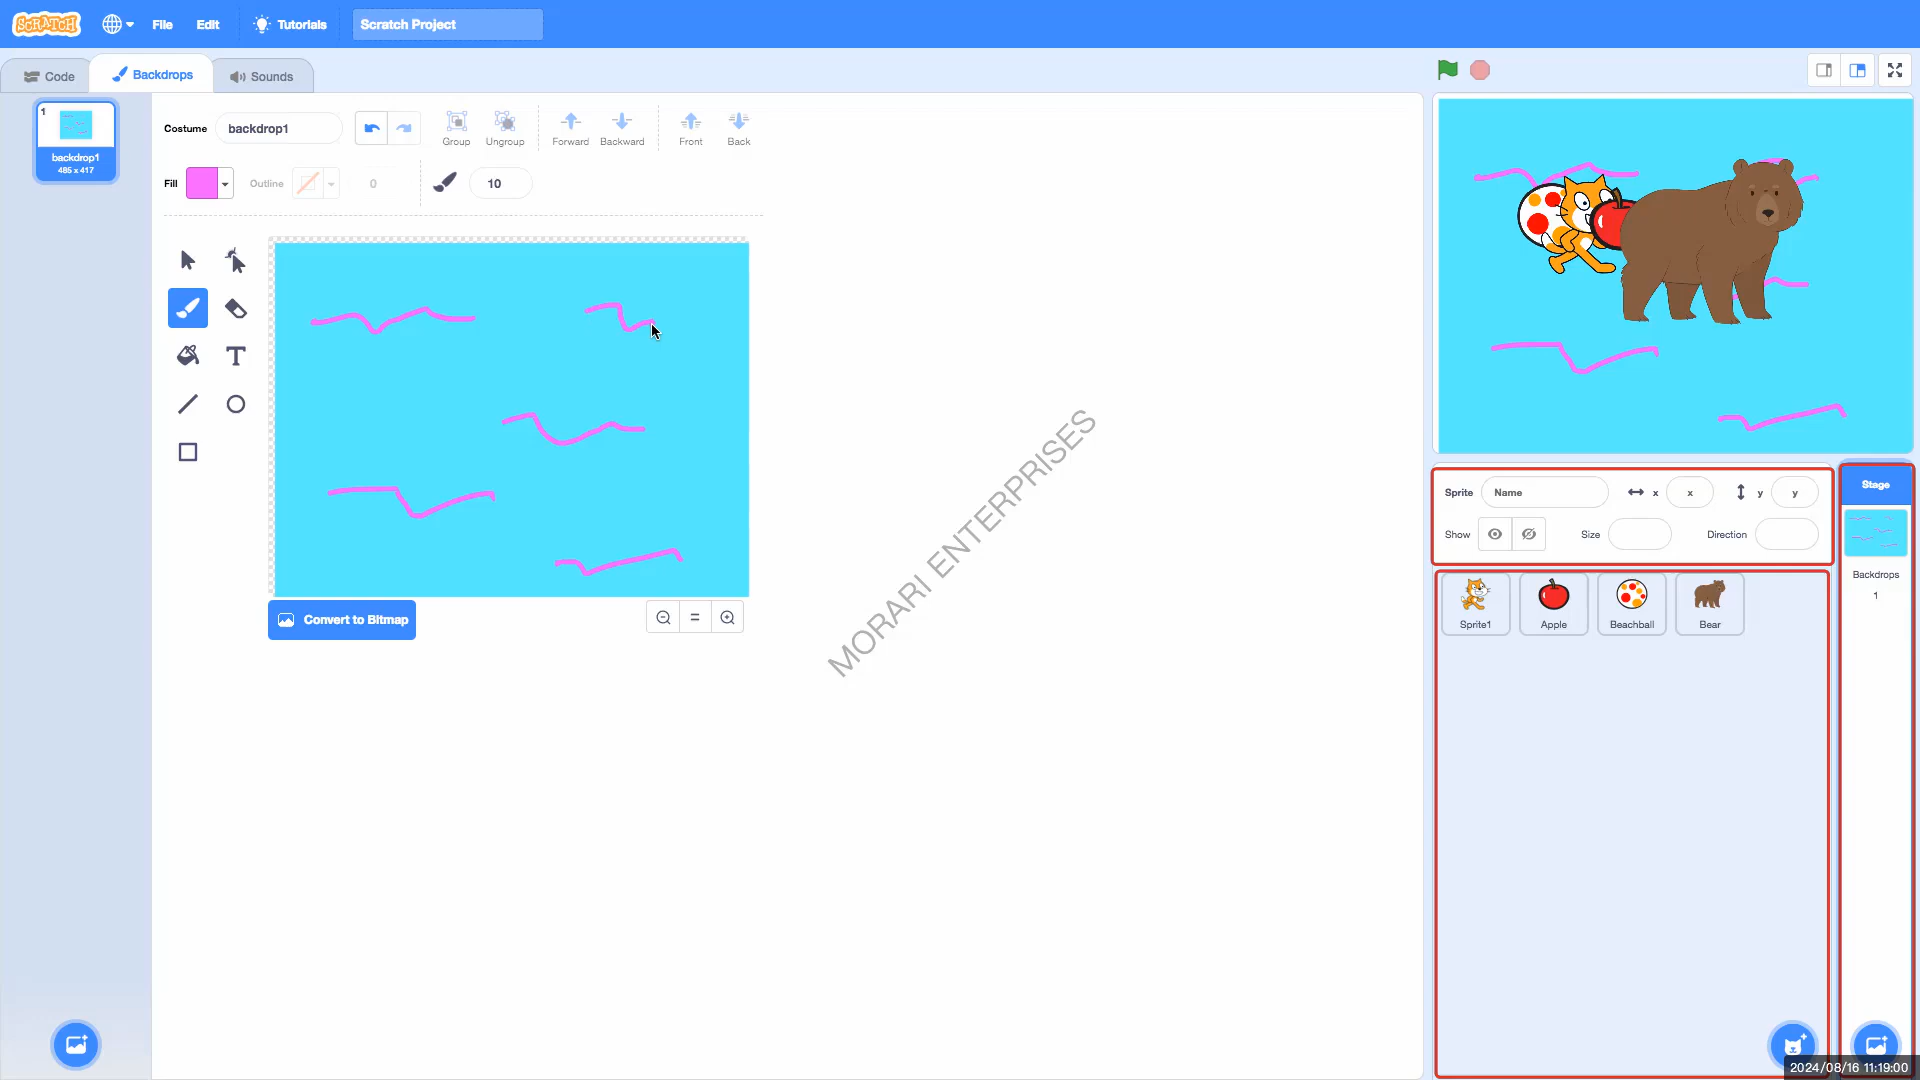 SCRATCH
File
Edit
Tutorials
Scratch Project
Code
Backdrops
Sounds
1
backdrop1
485 x 417
Costume
backdrop1
Group
Ungroup
Forward
Backward
Front
Back
Fill
Outline
0
10
Convert to Bitmap
MORARI ENTERPRISES
Sprite
Name
x
x
y
y
Show
Size
Direction
Stage
Backdrops
1
Sprite1
Apple
Beachball
Bear
2024/08/16 11:19:00